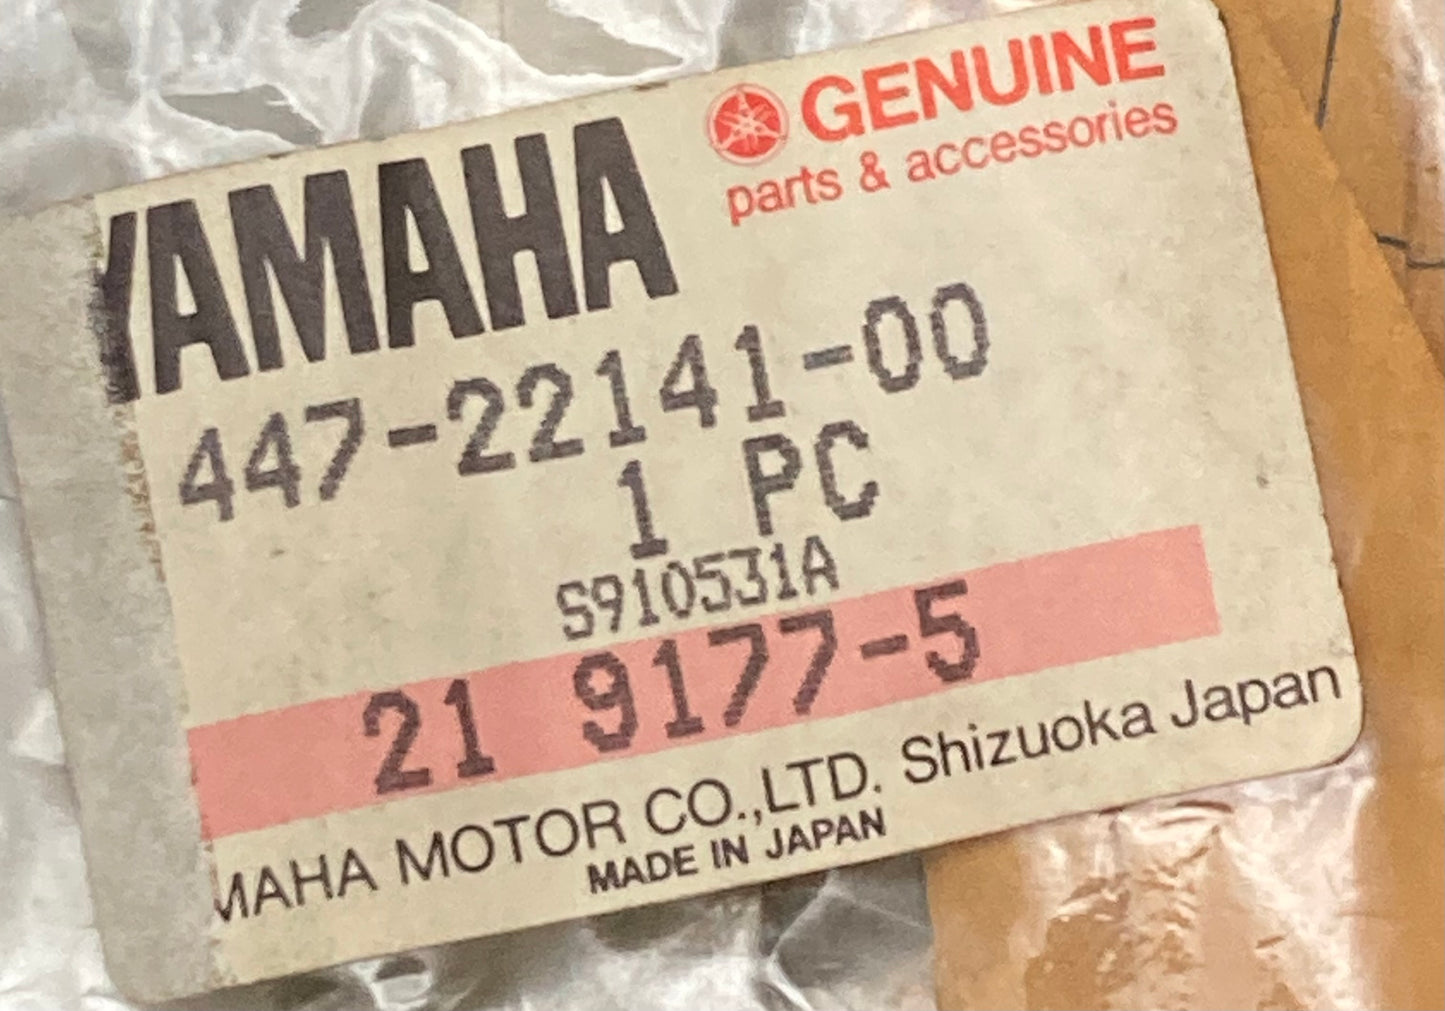 YAMAHA GENUINE
parts & accessories
447-22141-00
1 PC
S910531A
21 9177-5
MAHA MOTOR CO.,LTD. Shizuoka Japan
MADE IN JAPAN